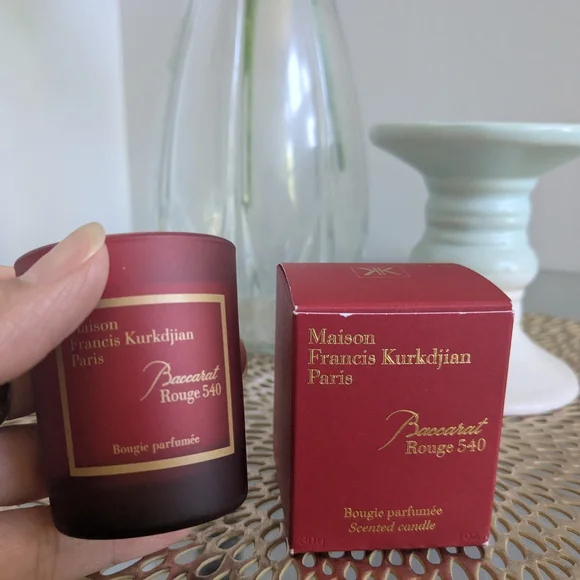 Maison
Francis Kurkdjian
Paris
Baccarat
Rouge 540
Bougie parfumée
Maison
Francis Kurkdjian
Paris
Baccarat
Rouge 540
Bougie parfumée
Scented candle